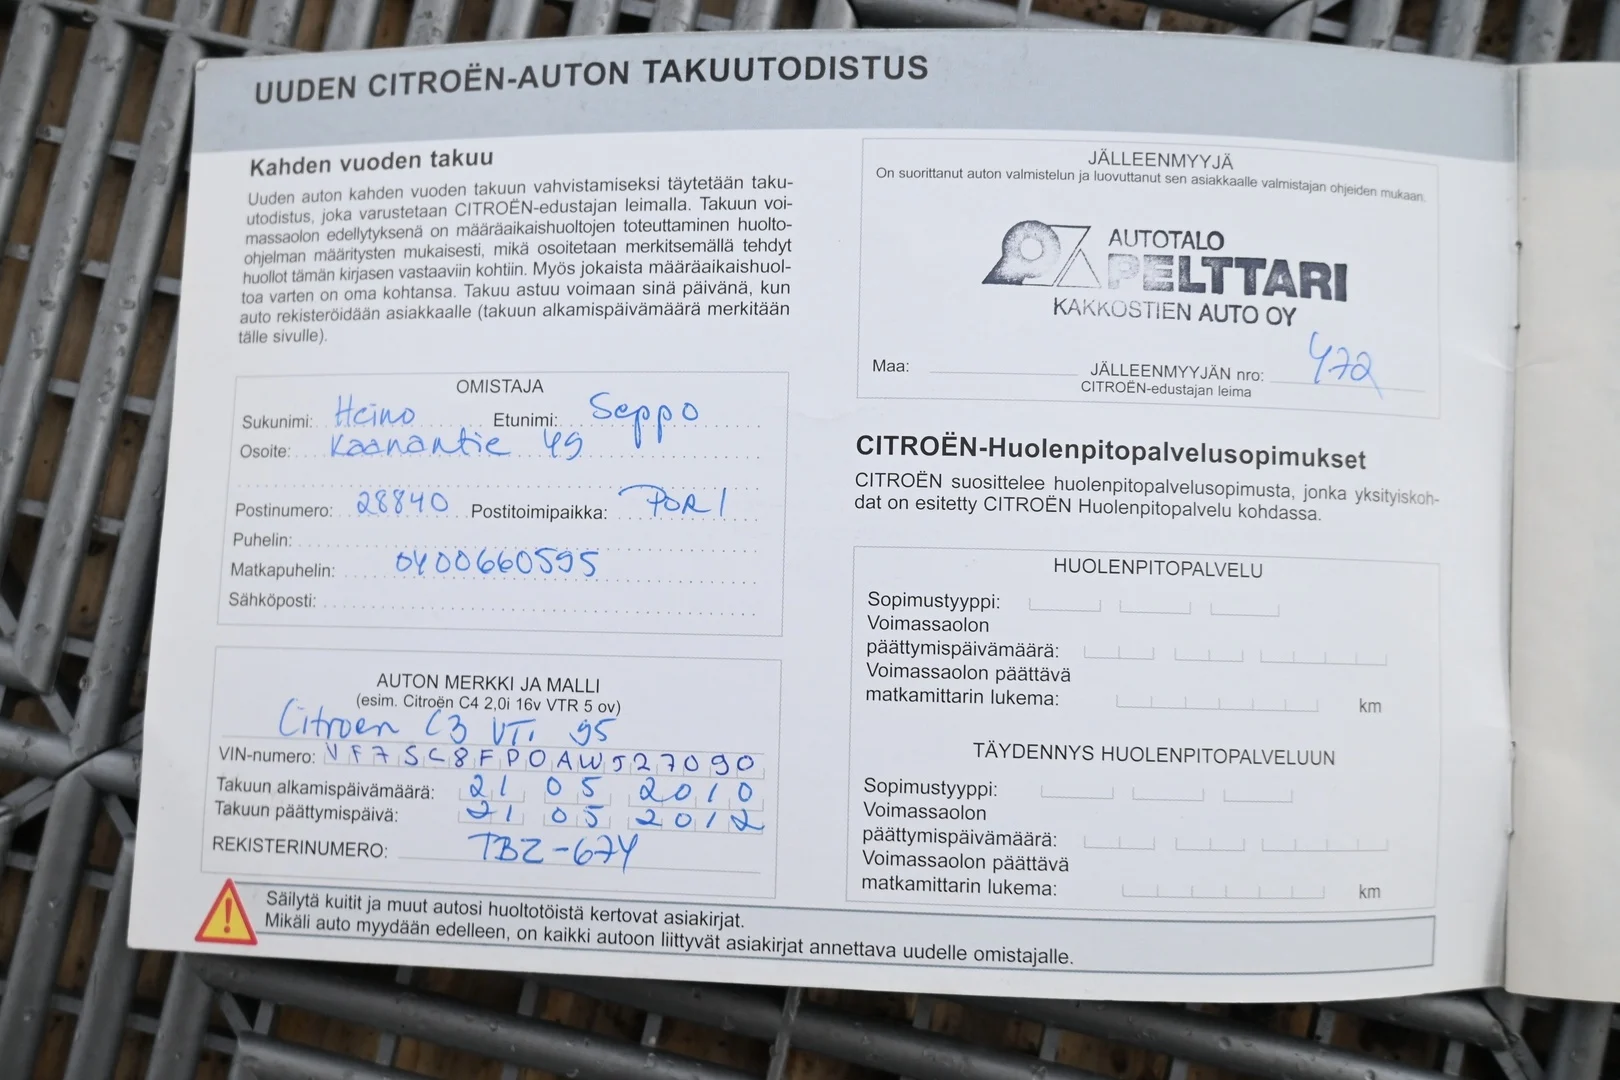 UUDEN CITROËN-AUTON TAKUUTODISTUS
Kahden vuoden takuu
Uuden auton kahden vuoden takuun vahvistamiseksi täytetään taku-
utodistus, joka varustetaan CITROËN-edustajan leimalla. Takuun voi-
massaolon edellytyksenä on määräaikaishuoltojen toteuttaminen huolto-
ohjelman määritysten mukaisesti, mikä osoitetaan merkitsemällä tehdyt
huollot tämän kirjasen vastaaviin kohtiin. Myös jokaista määräaikaishuol-
toa varten on oma kohtansa. Takuu astuu voimaan sinä päivänä, kun
auto rekisteröidään asiakkaalle (takuun alkamispäivämäärä merkitään
tälle sivulle).
OMISTAJA
Sukunimi: Heino Etunimi: Seppo
Osoite: Kaanantie 49
Postinumero: 28840 Postitoimipaikka: PORI
Puhelin:
Matkapuhelin: 0400660595
Sähköposti:
AUTON MERKKI JA MALLI
(esim. Citroën C4 2,0i 16v VTR 5 ov)
Citroen C3 VTi 95
VIN-numero: VF7SC8FP0AW527090
Takuun alkamispäivämäärä: 21 05 2010
Takuun päättymispäivä: 21 05 2012
REKISTERINUMERO: TBZ-674
JÄLLEENMYYJÄ
On suorittanut auton valmistelun ja luovuttanut sen asiakkaalle valmistajan ohjeiden mukaan.
AUTOTALO
PELTTARI
KAKKOSTIEN AUTO OY
Maa: JÄLLEENMYYJÄN nro: 472
CITROËN-edustajan leima
CITROËN-Huolenpitopalvelusopimukset
CITROËN suosittelee huolenpitopalvelusopimusta, jonka yksityiskoh-
dat on esitetty CITROËN Huolenpitopalvelu kohdassa.
HUOLENPITOPALVELU
Sopimustyyppi:
Voimassaolon
päättymispäivämäärä:
Voimassaolon päättävä
matkamittarin lukema: km
TÄYDENNYS HUOLENPITOPALVELUUN
Sopimustyyppi:
Voimassaolon
päättymispäivämäärä:
Voimassaolon päättävä
matkamittarin lukema: km
Säilytä kuitit ja muut autosi huoltotöistä kertovat asiakirjat.
Mikäli auto myydään edelleen, on kaikki autoon liittyvät asiakirjat annettava uudelle omistajalle.